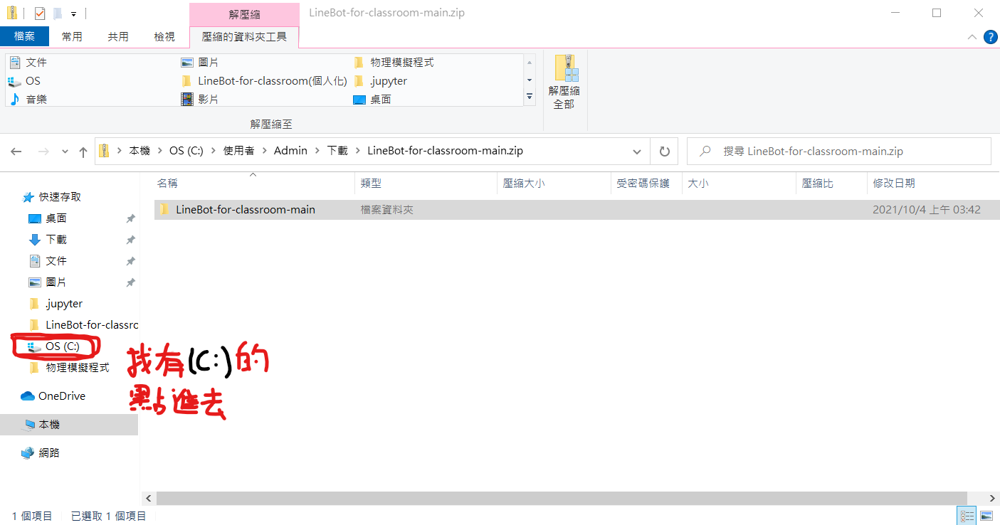 解壓縮
LineBot-for-classroom-main.zip
檔案
常用
共用
檢視
壓縮的資料夾工具
文件
圖片
物理模擬程式
OS
LineBot-for-classroom(個人化)
.jupyter
音樂
影片
桌面
解壓縮至
解壓縮
全部
本機 > OS (C:) > 使用者 > Admin > 下載 > LineBot-for-classroom-main.zip
搜尋 LineBot-for-classroom-main.zip
名稱
類型
壓縮大小
受密碼保護
大小
壓縮比
修改日期
LineBot-for-classroom-main
檔案資料夾
2021/10/4 上午 03:42
快速存取
桌面
下載
文件
圖片
.jupyter
LineBot-for-classro
OS (C:)
物理模擬程式
OneDrive
本機
網路
找有(C:)的
點進去
1 個項目
已選取 1 個項目